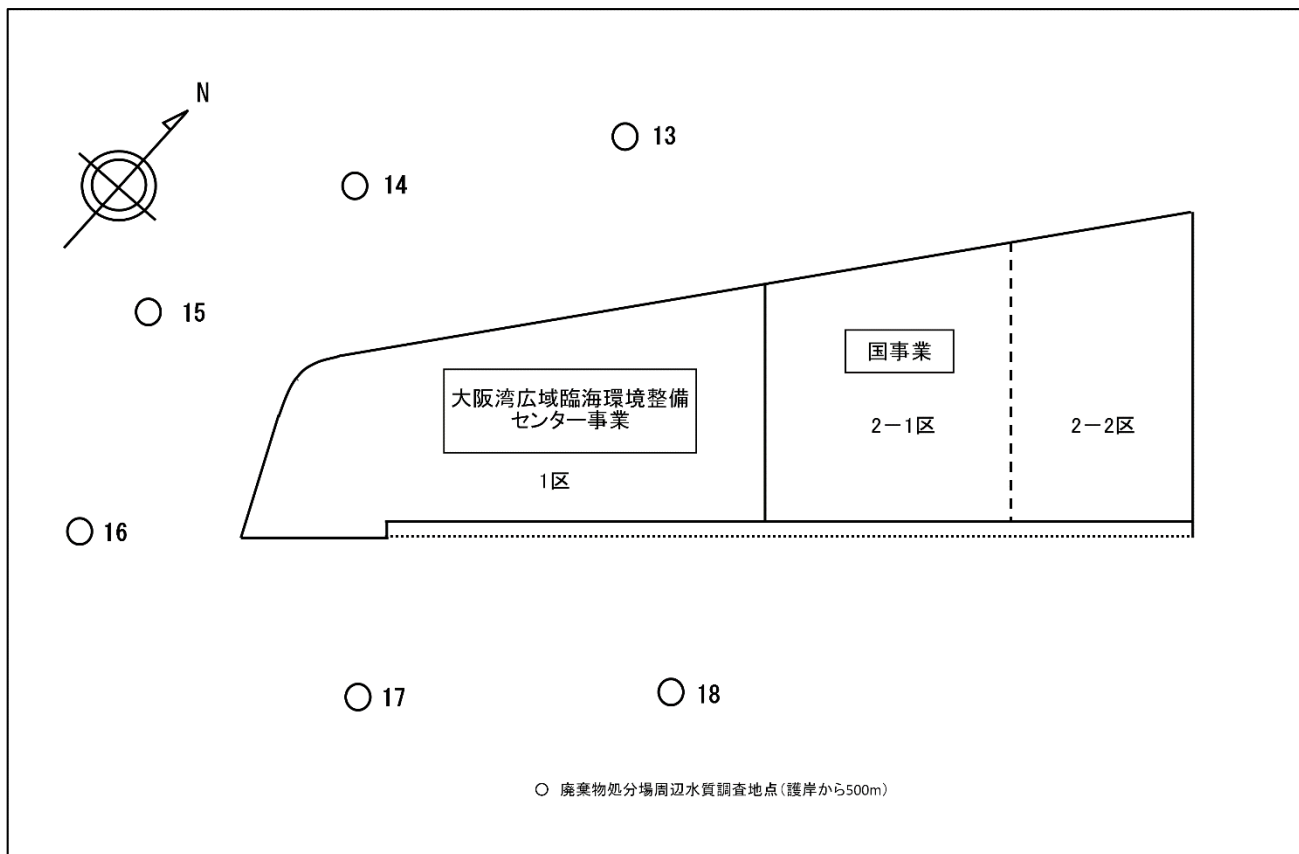 N
13
14
15
国事業
大阪湾広域臨海環境整備
センター事業
2－1区
2－2区
1区
16
17
18
○ 廃棄物処分場周辺水質調査地点(護岸から500m)